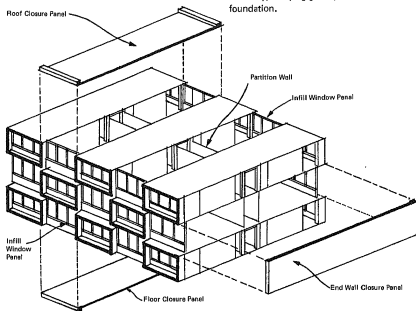 foundation.
Roof Closure Panel
Partition Wall
Infill Window Panel
Infill
Window
Panel
Floor Closure Panel
End Wall Closure Panel